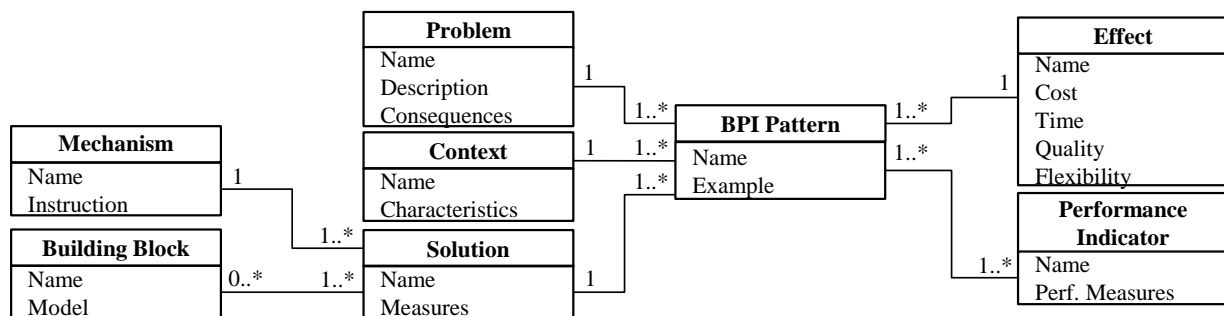 Problem
Name
Description
Consequences
1
1..*
Mechanism
Name
Instruction
1
1..*
Context
Name
Characteristics
1
1..*
Building Block
Name
Model
0..*
1..*
Solution
Name
Measures
1
1..*
BPI Pattern
Name
Example
1..*
1
1..*
1..*
Effect
Name
Cost
Time
Quality
Flexibility
Performance
Indicator
Name
Perf. Measures